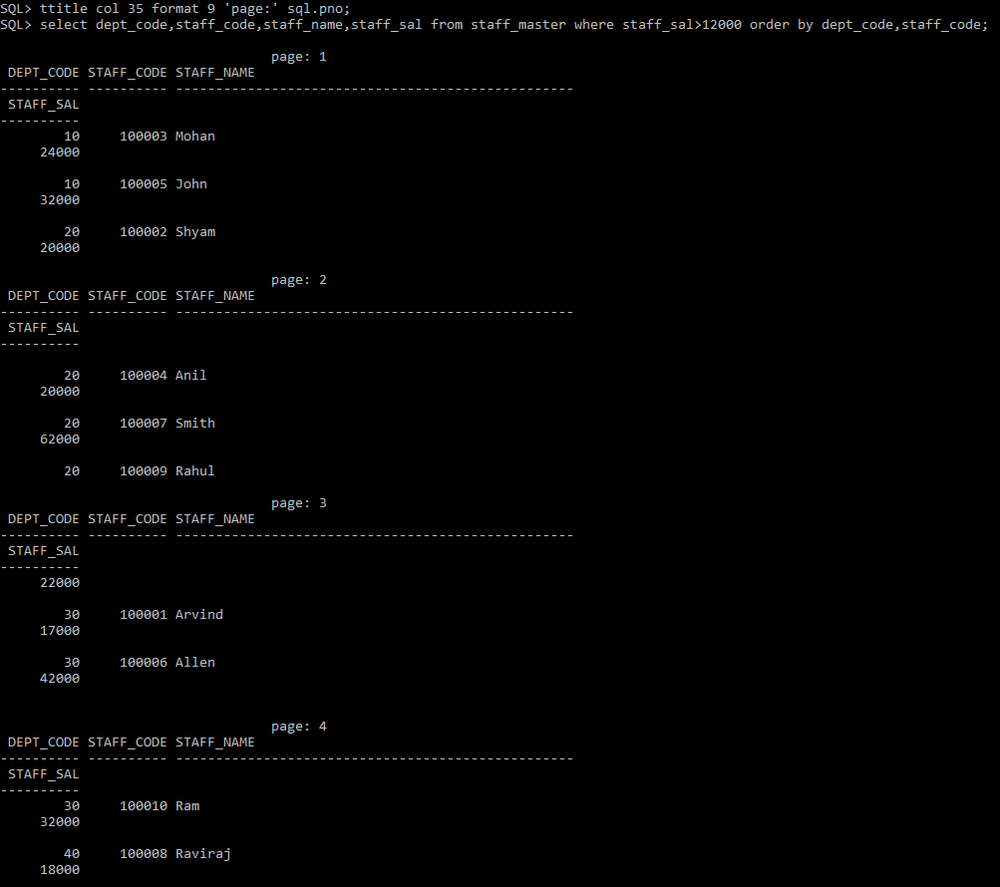 SQL> ttitle col 35 format 9 'page:' sql.pno;
SQL> select dept_code,staff_code,staff_name,staff_sal from staff_master where staff_sal>12000 order by dept_code,staff_code;
page: 1
DEPT_CODE STAFF_CODE STAFF_NAME
---------- ---------- --------------------------------------------------
STAFF_SAL
----------
10 100003 Mohan
24000
10 100005 John
32000
20 100002 Shyam
20000
page: 2
DEPT_CODE STAFF_CODE STAFF_NAME
---------- ---------- --------------------------------------------------
STAFF_SAL
----------
20 100004 Anil
20000
20 100007 Smith
62000
20 100009 Rahul
page: 3
DEPT_CODE STAFF_CODE STAFF_NAME
---------- ---------- --------------------------------------------------
STAFF_SAL
----------
22000
30 100001 Arvind
17000
30 100006 Allen
42000
page: 4
DEPT_CODE STAFF_CODE STAFF_NAME
---------- ---------- --------------------------------------------------
STAFF_SAL
----------
30 100010 Ram
32000
40 100008 Raviraj
18000